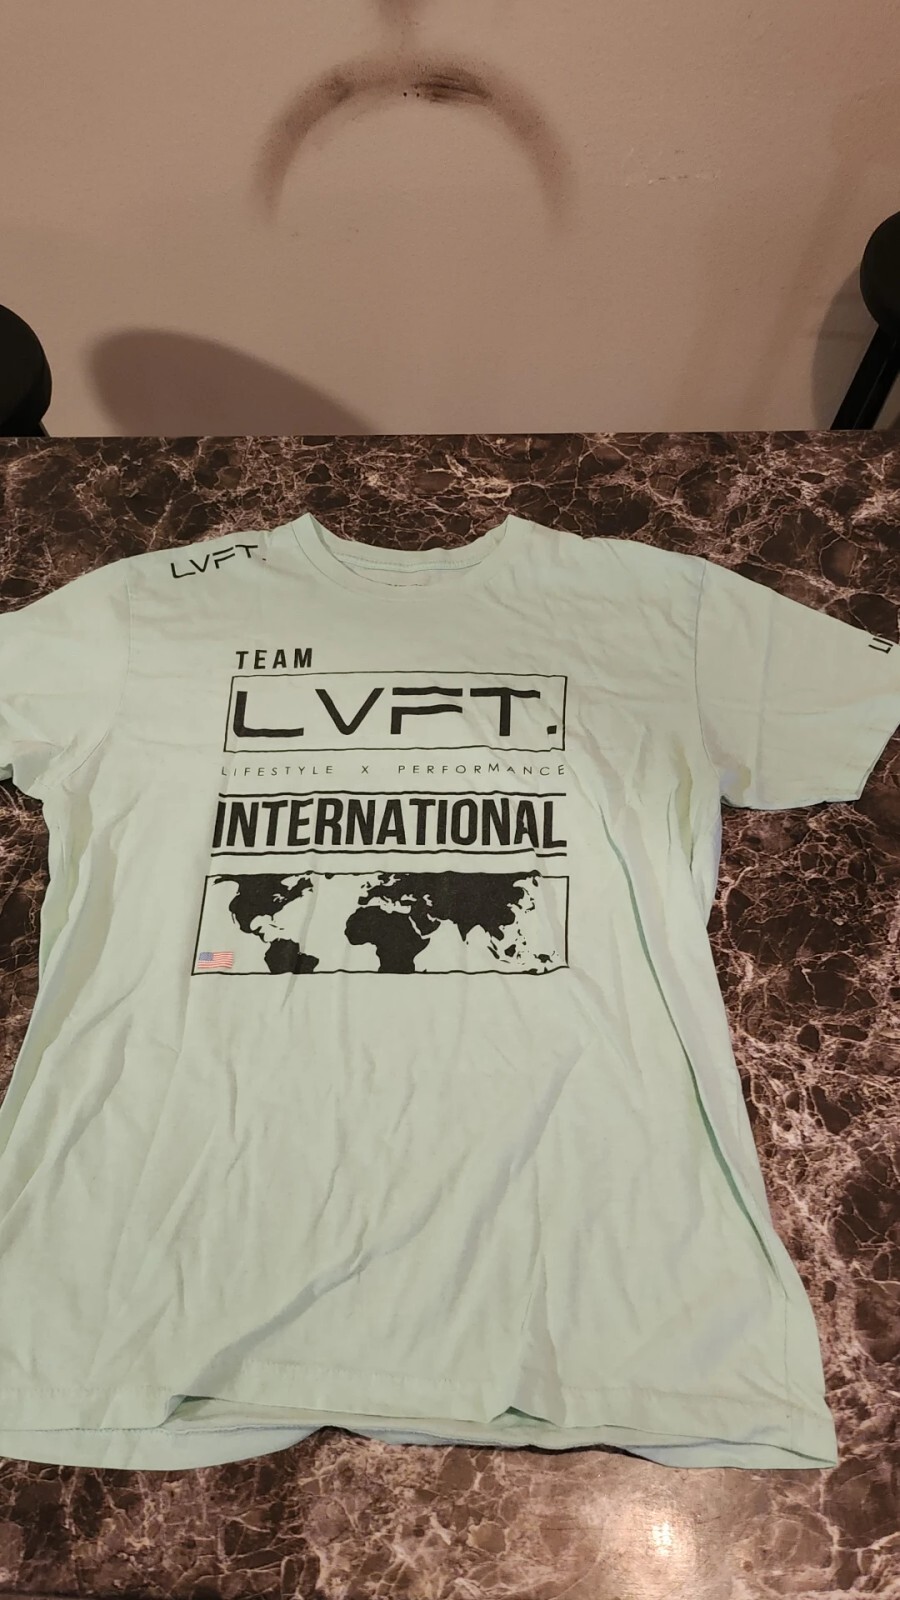 LVFT.
TEAM
LVFT.
LIFESTYLE X PERFORMANCE
INTERNATIONAL